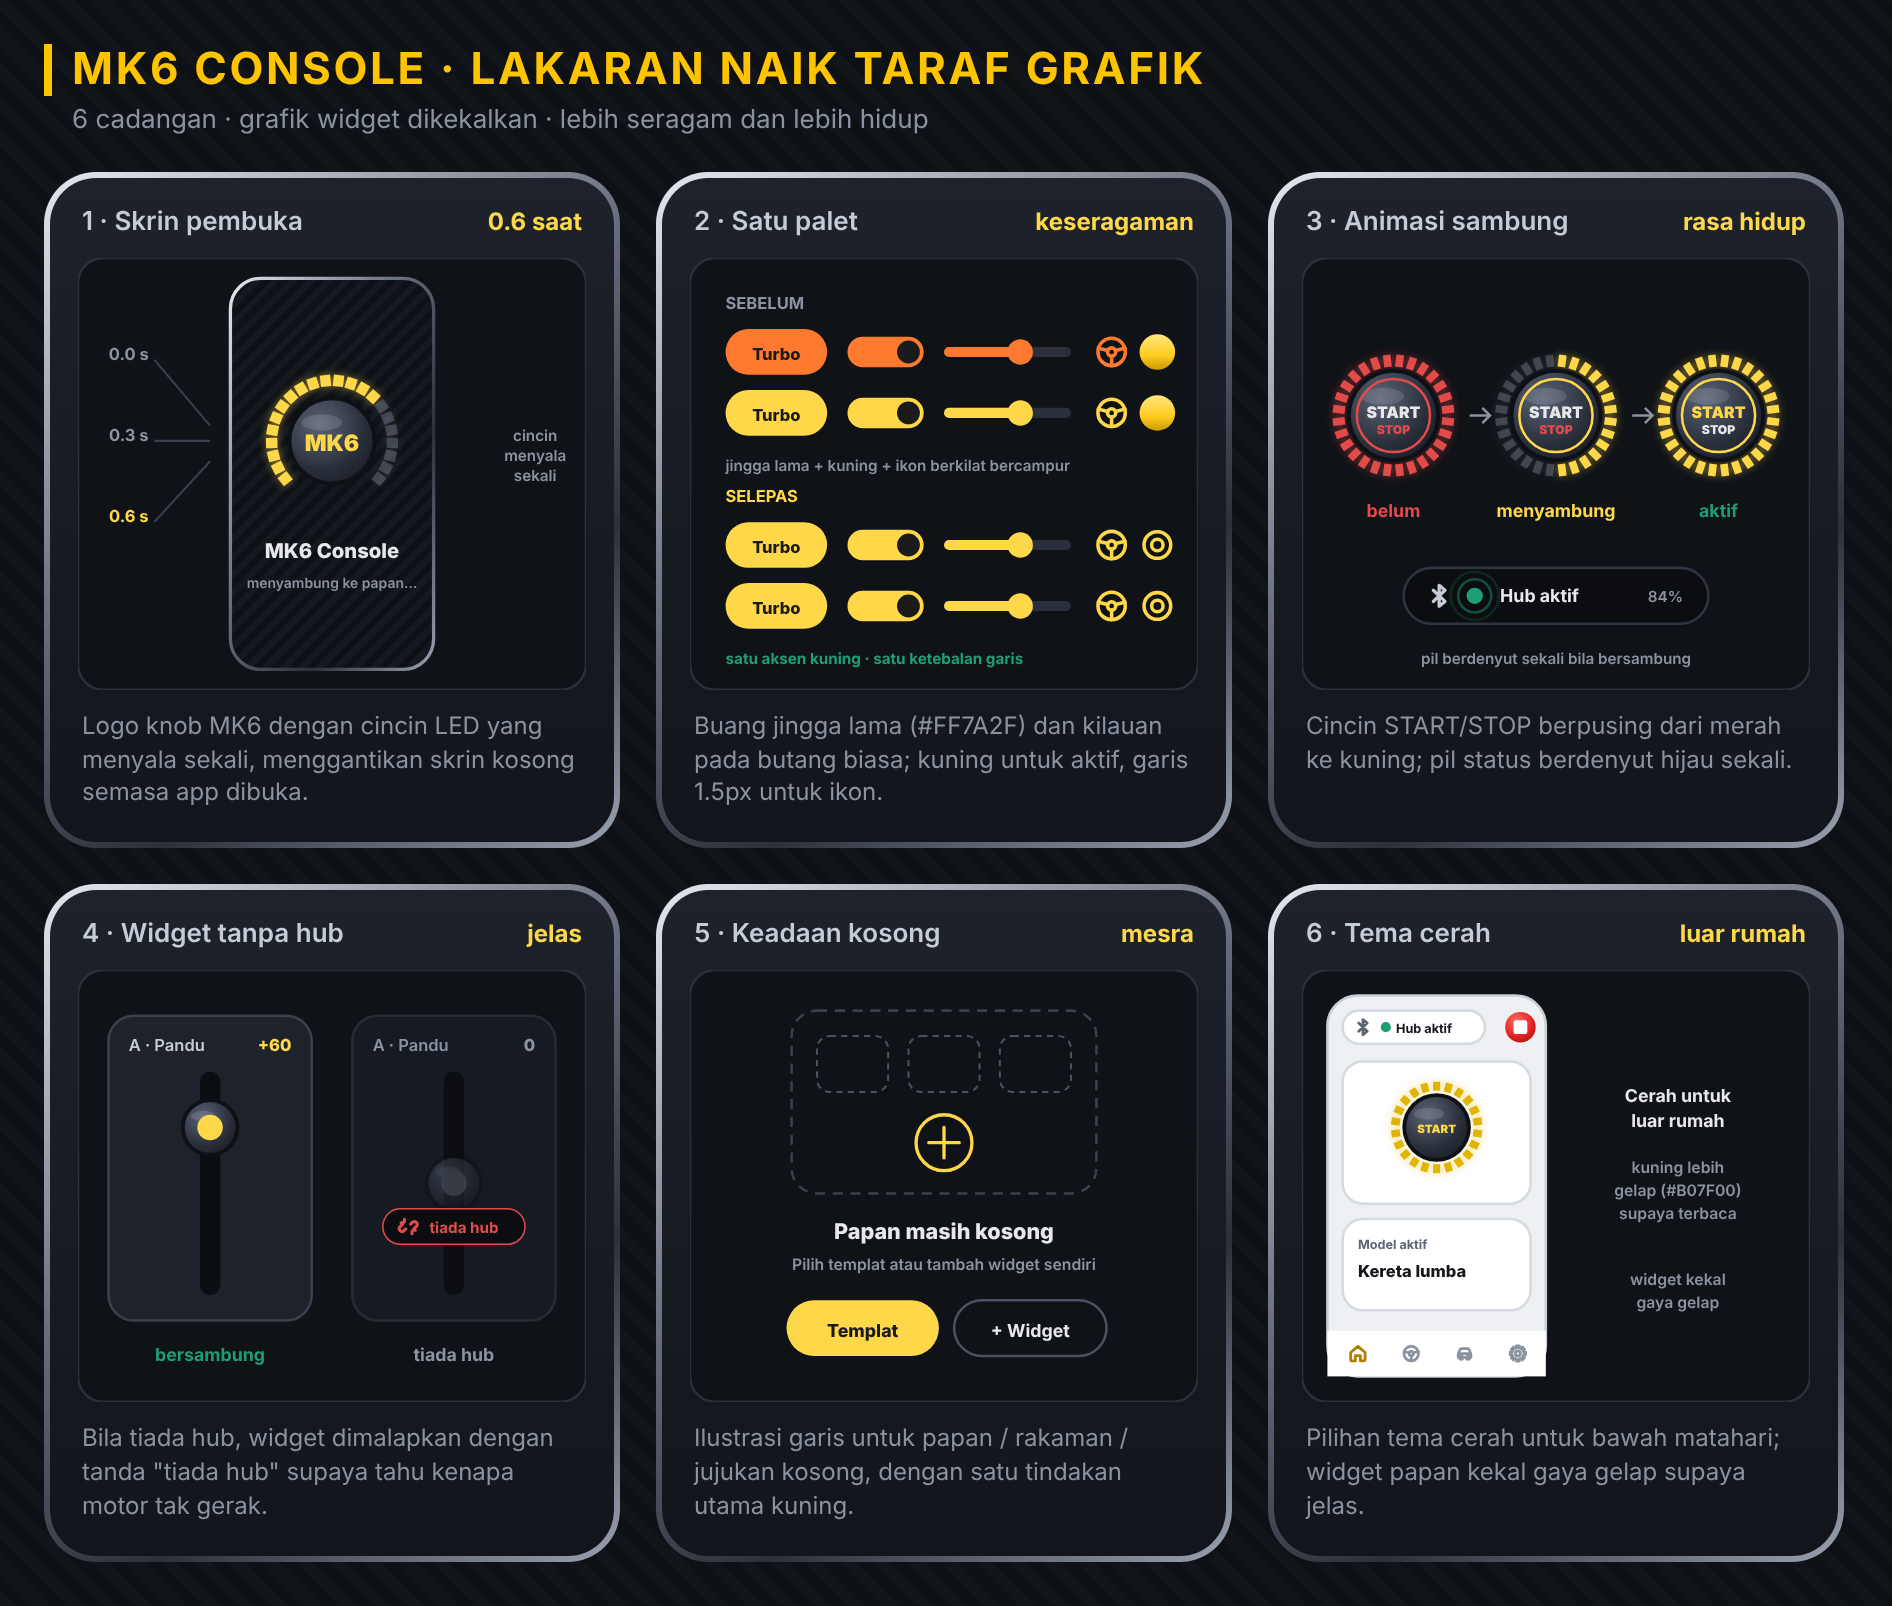 MK6 CONSOLE · LAKARAN NAIK TARAF GRAFIK
6 cadangan · grafik widget dikekalkan · lebih seragam dan lebih hidup
1 · Skrin pembuka
0.6 saat
0.0 s
0.3 s
0.6 s
MK6
MK6 Console
menyambung ke papan...
cincin
menyala
sekali
Logo knob MK6 dengan cincin LED yang
menyala sekali, menggantikan skrin kosong
semasa app dibuka.
2 · Satu palet
keseragaman
SEBELUM
Turbo
Turbo
jingga lama + kuning + ikon berkilat bercampur
SELEPAS
Turbo
Turbo
satu aksen kuning · satu ketebalan garis
Buang jingga lama (#FF7A2F) dan kilauan
pada butang biasa; kuning untuk aktif, garis
1.5px untuk ikon.
3 · Animasi sambung
rasa hidup
START
STOP
START
STOP
START
STOP
belum
menyambung
aktif
Hub aktif
84%
pil berdenyut sekali bila bersambung
Cincin START/STOP berpusing dari merah
ke kuning; pil status berdenyut hijau sekali.
4 · Widget tanpa hub
jelas
A · Pandu
+60
A · Pandu
0
tiada hub
bersambung
tiada hub
Bila tiada hub, widget dimalapkan dengan
tanda "tiada hub" supaya tahu kenapa
motor tak gerak.
5 · Keadaan kosong
mesra
Papan masih kosong
Pilih templat atau tambah widget sendiri
Templat
+ Widget
Ilustrasi garis untuk papan / rakaman /
jujukan kosong, dengan satu tindakan
utama kuning.
6 · Tema cerah
luar rumah
Hub aktif
START
Model aktif
Kereta lumba
Cerah untuk
luar rumah
kuning lebih
gelap (#B07F00)
supaya terbaca
widget kekal
gaya gelap
Pilihan tema cerah untuk bawah matahari;
widget papan kekal gaya gelap supaya
jelas.